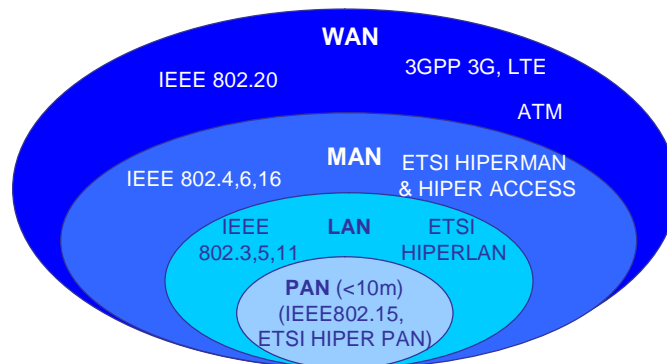 WAN
IEEE 802.20
3GPP 3G, LTE
ATM
MAN
IEEE 802.4,6,16
ETSI HIPERMAN
& HIPER ACCESS
IEEE
802.3,5,11
LAN
ETSI
HIPERLAN
PAN (<10m)
(IEEE802.15,
ETSI HIPER PAN)